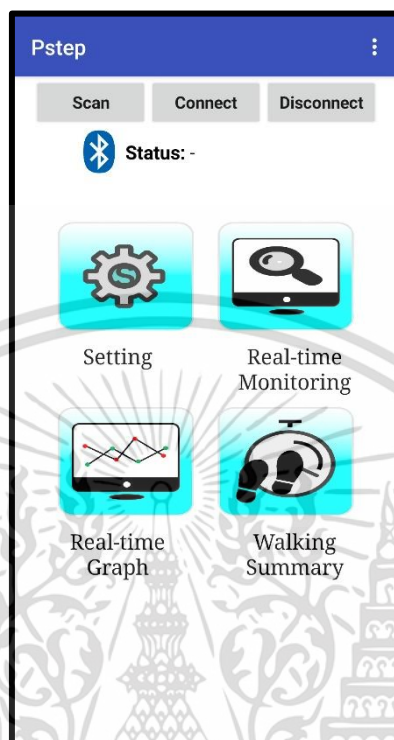 Pstep
Scan Connect Disconnect
Status: -
Setting
Real-time
Monitoring
Real-time
Graph
Walking
Summary